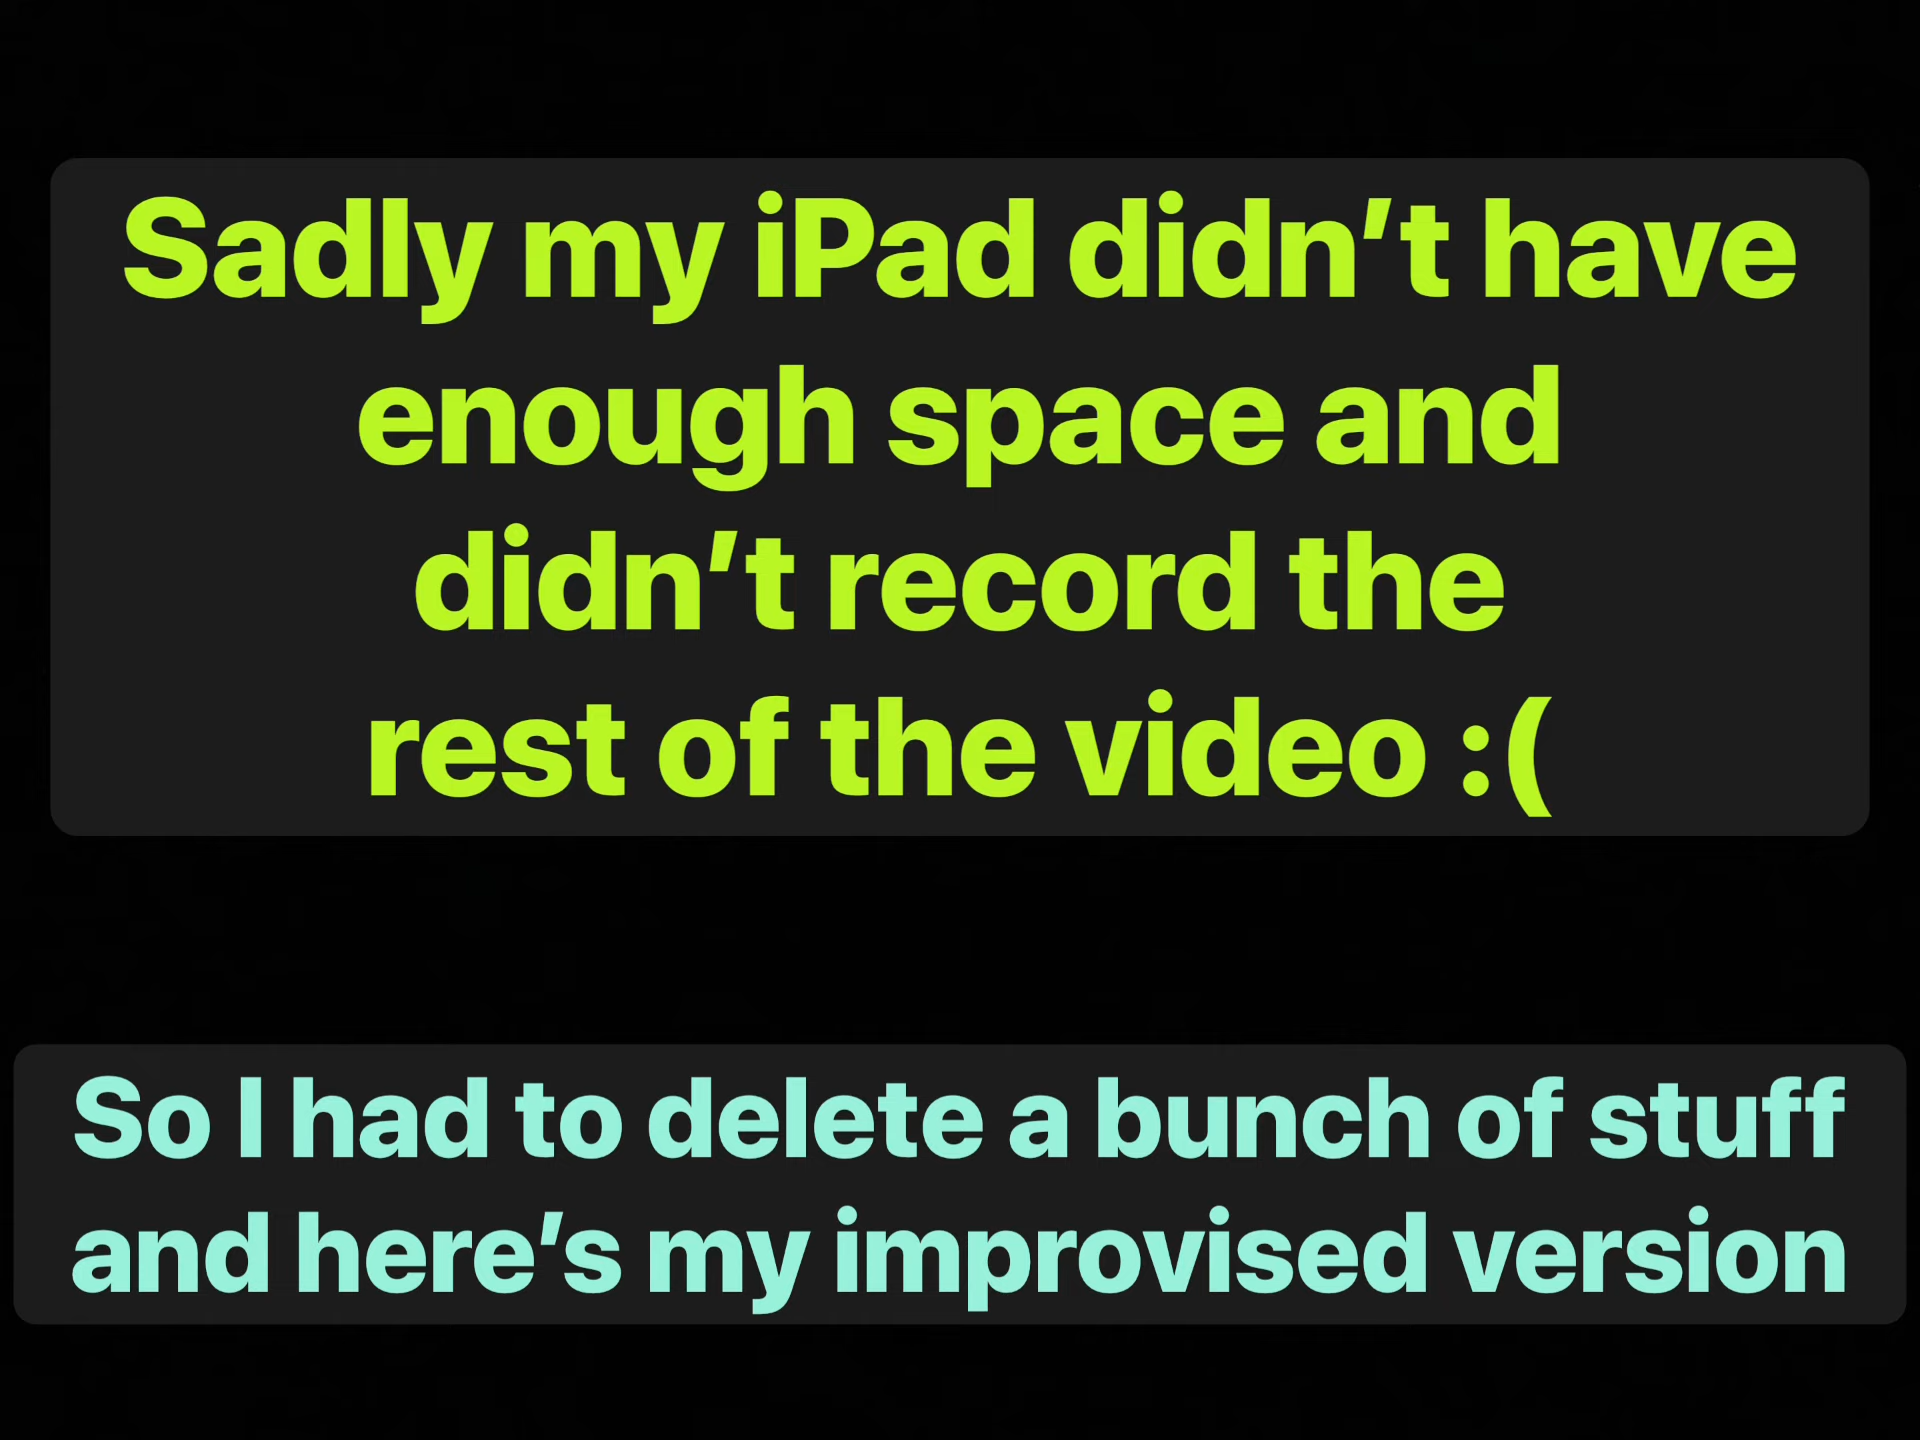 Sadly my iPad didn’t have
enough space and
didn’t record the
rest of the video :(
So I had to delete a bunch of stuff
and here’s my improvised version